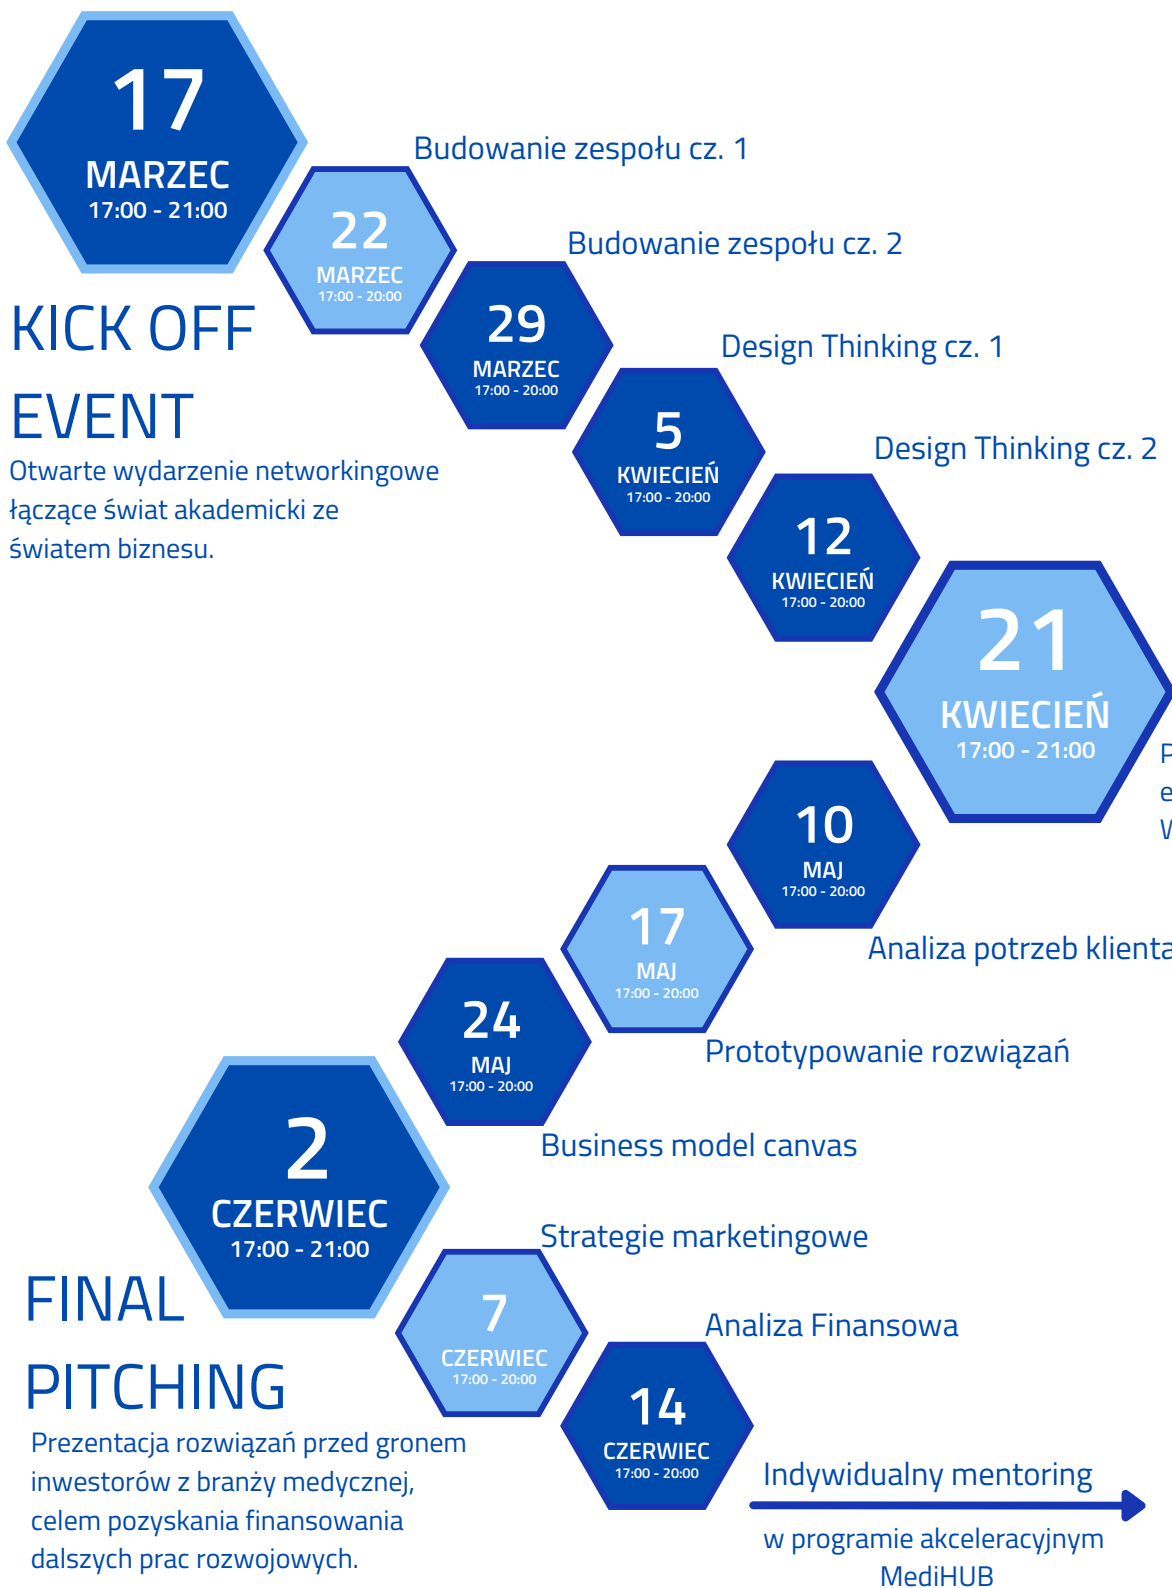 17
MARZEC
17:00 - 21:00
KICK OFF
EVENT
Otwarte wydarzenie networkingowe
łączące świat akademicki ze
światem biznesu.
Budowanie zespołu cz. 1
22
MARZEC
17:00 - 20:00
Budowanie zespołu cz. 2
29
MARZEC
17:00 - 20:00
Design Thinking cz. 1
5
KWIECIEŃ
17:00 - 20:00
Design Thinking cz. 2
12
KWIECIEŃ
17:00 - 20:00
21
KWIECIEŃ
17:00 - 21:00
10
MAJ
17:00 - 20:00
Analiza potrzeb klienta
17
MAJ
17:00 - 20:00
Prototypowanie rozwiązań
24
MAJ
17:00 - 20:00
Business model canvas
2
CZERWIEC
17:00 - 21:00
FINAL
PITCHING
Prezentacja rozwiązań przed gronem
inwestorów z branży medycznej,
celem pozyskania finansowania
dalszych prac rozwojowych.
Strategie marketingowe
7
CZERWIEC
17:00 - 20:00
Analiza Finansowa
14
CZERWIEC
17:00 - 20:00
Indywidualny mentoring
w programie akceleracyjnym
MediHUB